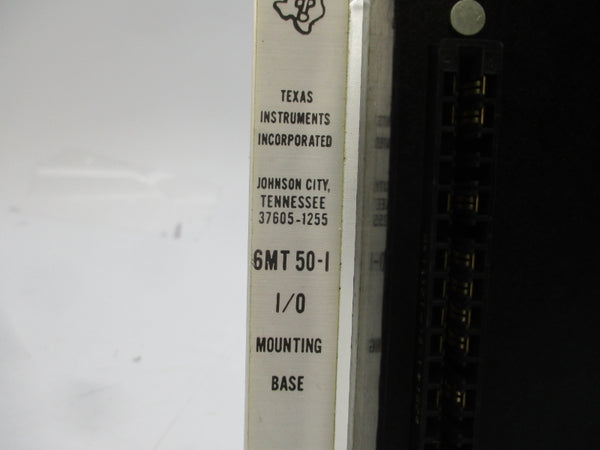 TEXAS
INSTRUMENTS
INCORPORATED
JOHNSON CITY,
TENNESSEE
37605-1255
6MT 50-1
I/O
MOUNTING
BASE